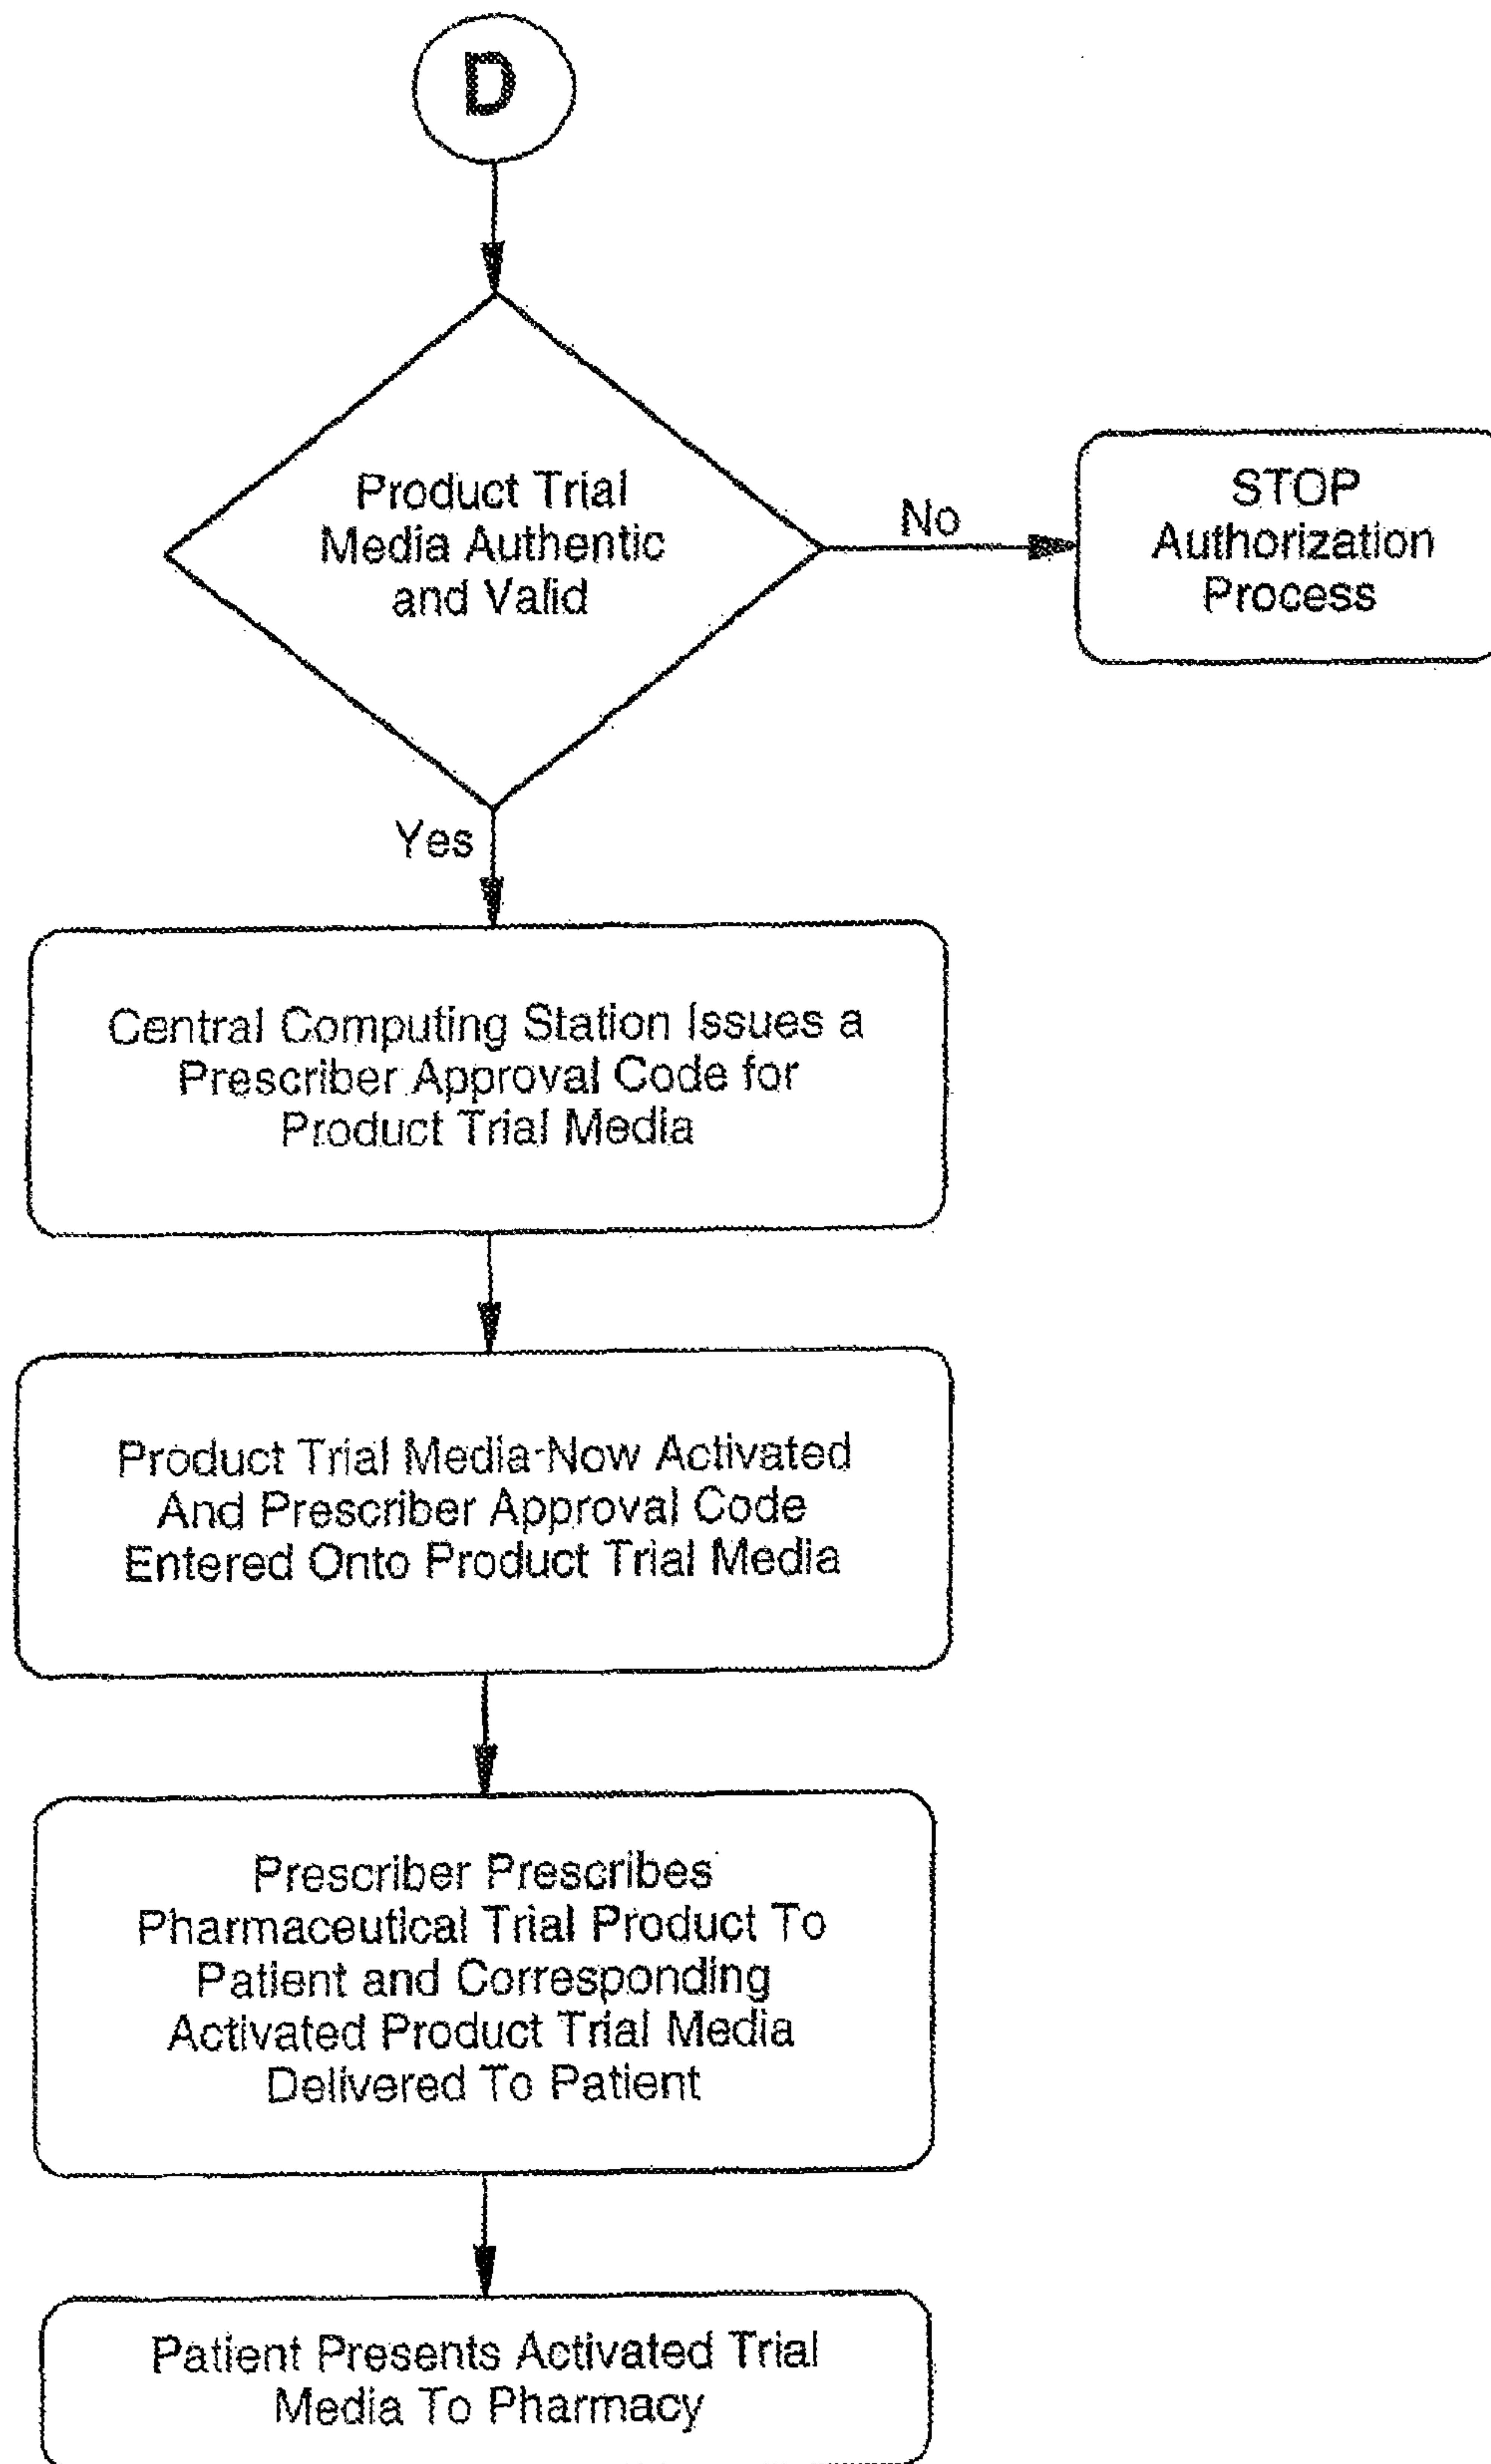 D
Product Trial
Media Authentic
and Valid
No
STOP
Authorization
Process
Yes
Central Computing Station Issues a
Prescriber Approval Code for
Product Trial Media
Product Trial Media Now Activated
And Prescriber Approval Code
Entered Onto Product Trial Media
Prescriber Prescribes
Pharmaceutical Trial Product To
Patient and Corresponding
Activated Product Trial Media
Delivered To Patient
Patient Presents Activated Trial
Media To Pharmacy